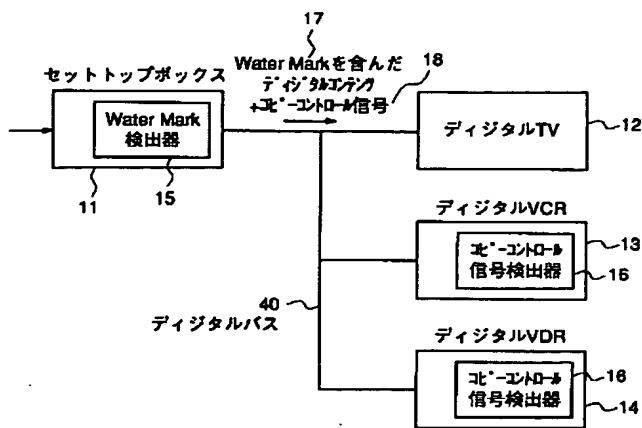 17
Water Markを含んだ
ディジタルコンテンツ
+コピーコントロール信号
18
セットトップボックス
Water Mark
検出器
11
15
ディジタルTV
12
ディジタルVCR
コピーコントロール
信号検出器
13
16
40
ディジタルバス
ディジタルVDR
コピーコントロール
信号検出器
16
14